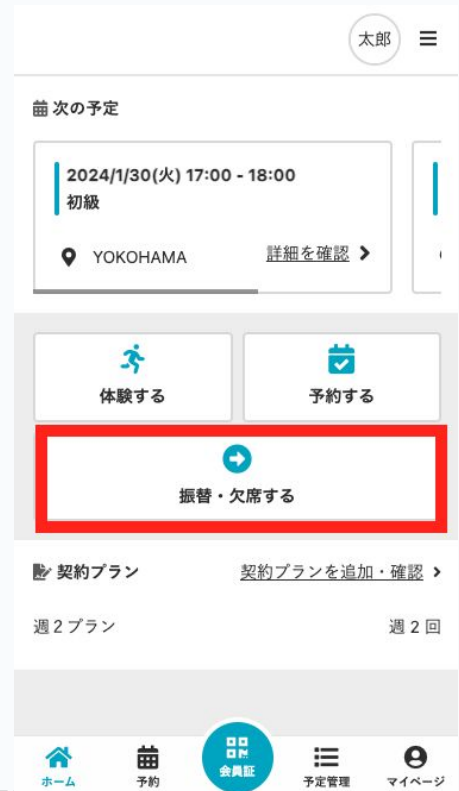 太郎
次の予定
2024/1/30(火) 17:00 - 18:00
初級
YOKOHAMA 詳細を確認
体験する 予約する
振替・欠席する
契約プラン 契約プランを追加・確認
週2プラン 週2回
会員証
ホーム 予約 予定管理 マイページ